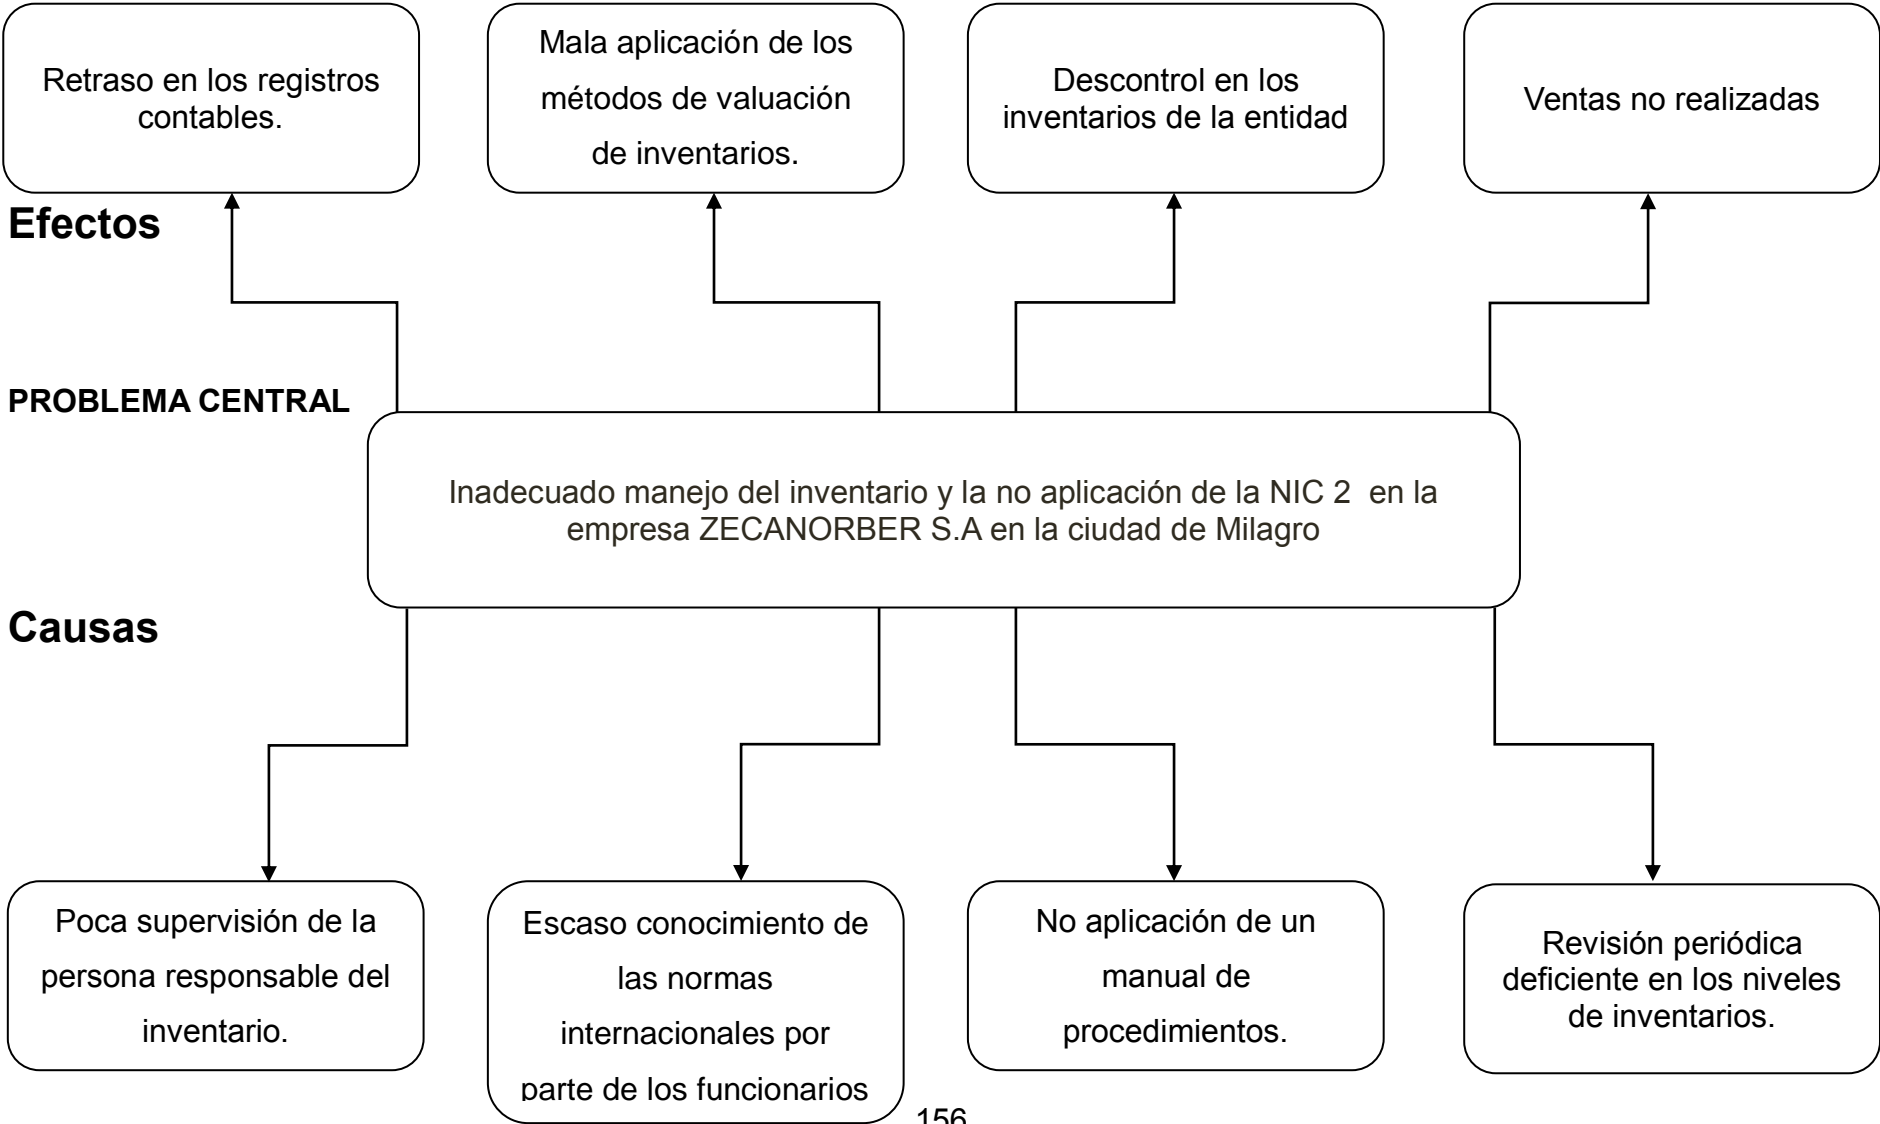 Retraso en los registros
contables.
Mala aplicación de los
métodos de valuación
de inventarios.
Descontrol en los
inventarios de la entidad
Ventas no realizadas
Efectos
PROBLEMA CENTRAL
Inadecuado manejo del inventario y la no aplicación de la NIC 2 en la
empresa ZECANORBER S.A en la ciudad de Milagro
Causas
Poca supervisión de la
persona responsable del
inventario.
Escaso conocimiento de
las normas
internacionales por
parte de los funcionarios
No aplicación de un
manual de
procedimientos.
Revisión periódica
deficiente en los niveles
de inventarios.
156